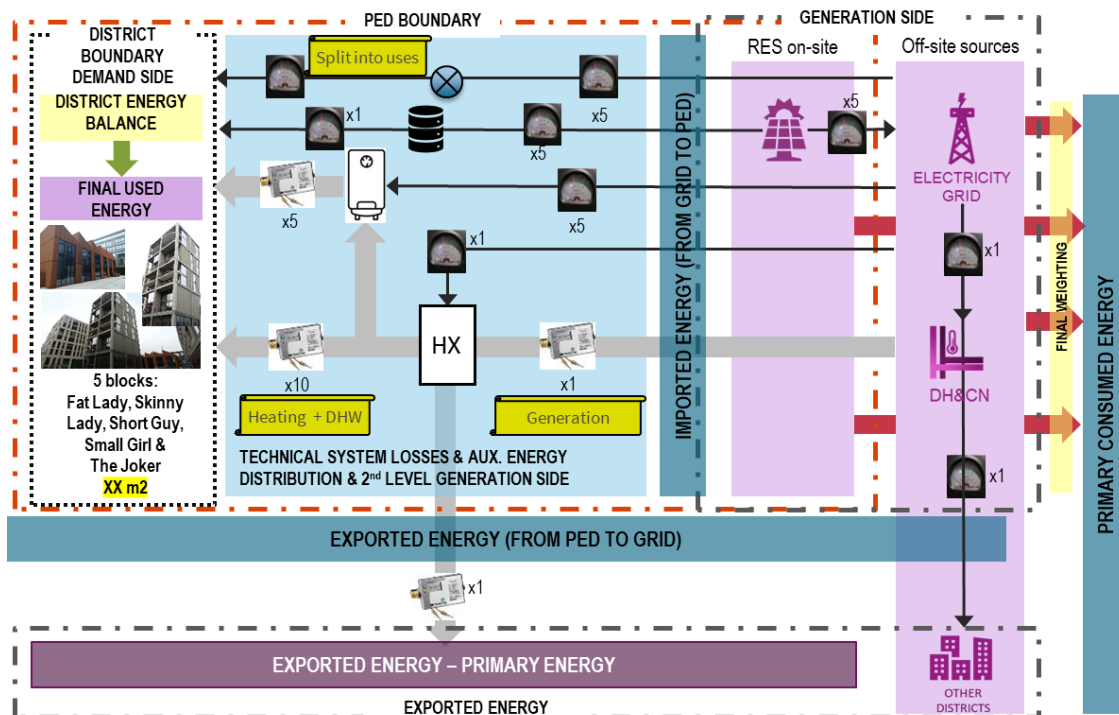 PED BOUNDARY
GENERATION SIDE
DISTRICT
BOUNDARY
DEMAND SIDE
DISTRICT ENERGY
BALANCE
FINAL USED
ENERGY
5 blocks:
Fat Lady, Skinny
Lady, Short Guy,
Small Girl &
The Joker
XX m2
Split into uses
x5
x1
x5
x5
x5
x1
HX
x10
x1
Heating + DHW
Generation
TECHNICAL SYSTEM LOSSES & AUX. ENERGY
DISTRIBUTION & 2nd LEVEL GENERATION SIDE
IMPORTED ENERGY (FROM GRID TO PED)
RES on-site
x5
Off-site sources
ELECTRICITY
GRID
x1
DH&CN
x1
FINAL WEIGHTING
PRIMARY CONSUMED ENERGY
EXPORTED ENERGY (FROM PED TO GRID)
x1
EXPORTED ENERGY – PRIMARY ENERGY
EXPORTED ENERGY
OTHER
DISTRICTS